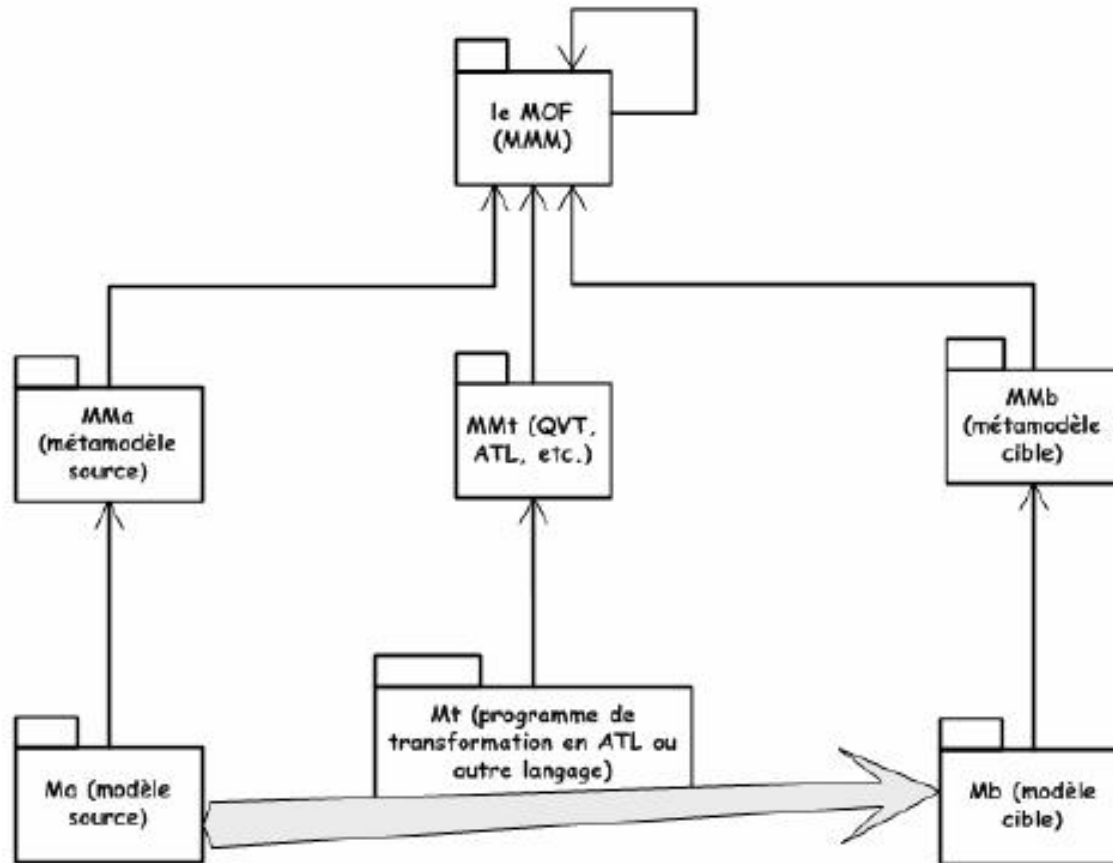 le MOF
(MMM)
MMa
(métamodèle
source)
MMt (QVT,
ATL, etc.)
MMb
(métamodèle
cible)
Mt (programme de
transformation en ATL ou
autre langage)
Ma (modèle
source)
Mb (modèle
cible)